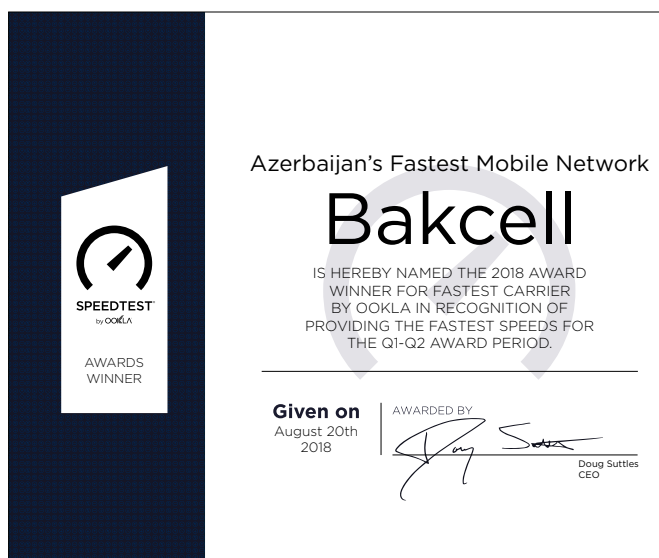 SPEEDTEST®
by OOKLA
AWARDS
WINNER
Azerbaijan's Fastest Mobile Network
Bakcell
IS HEREBY NAMED THE 2018 AWARD
WINNER FOR FASTEST CARRIER
BY OOKLA IN RECOGNITION OF
PROVIDING THE FASTEST SPEEDS FOR
THE Q1-Q2 AWARD PERIOD.
Given on
August 20th
2018
AWARDED BY
Doug Suttles
CEO